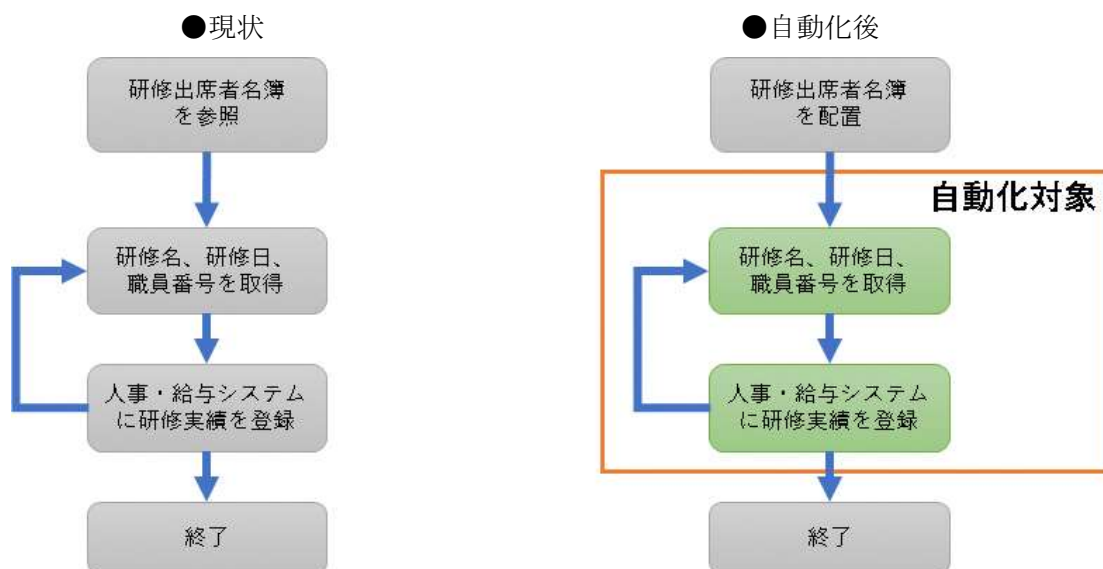 ●現状
研修出席者名簿
を参照
研修名、研修日、
職員番号を取得
人事・給与システム
に研修実績を登録
終了
●自動化後
研修出席者名簿
を配置
自動化対象
研修名、研修日、
職員番号を取得
人事・給与システム
に研修実績を登録
終了